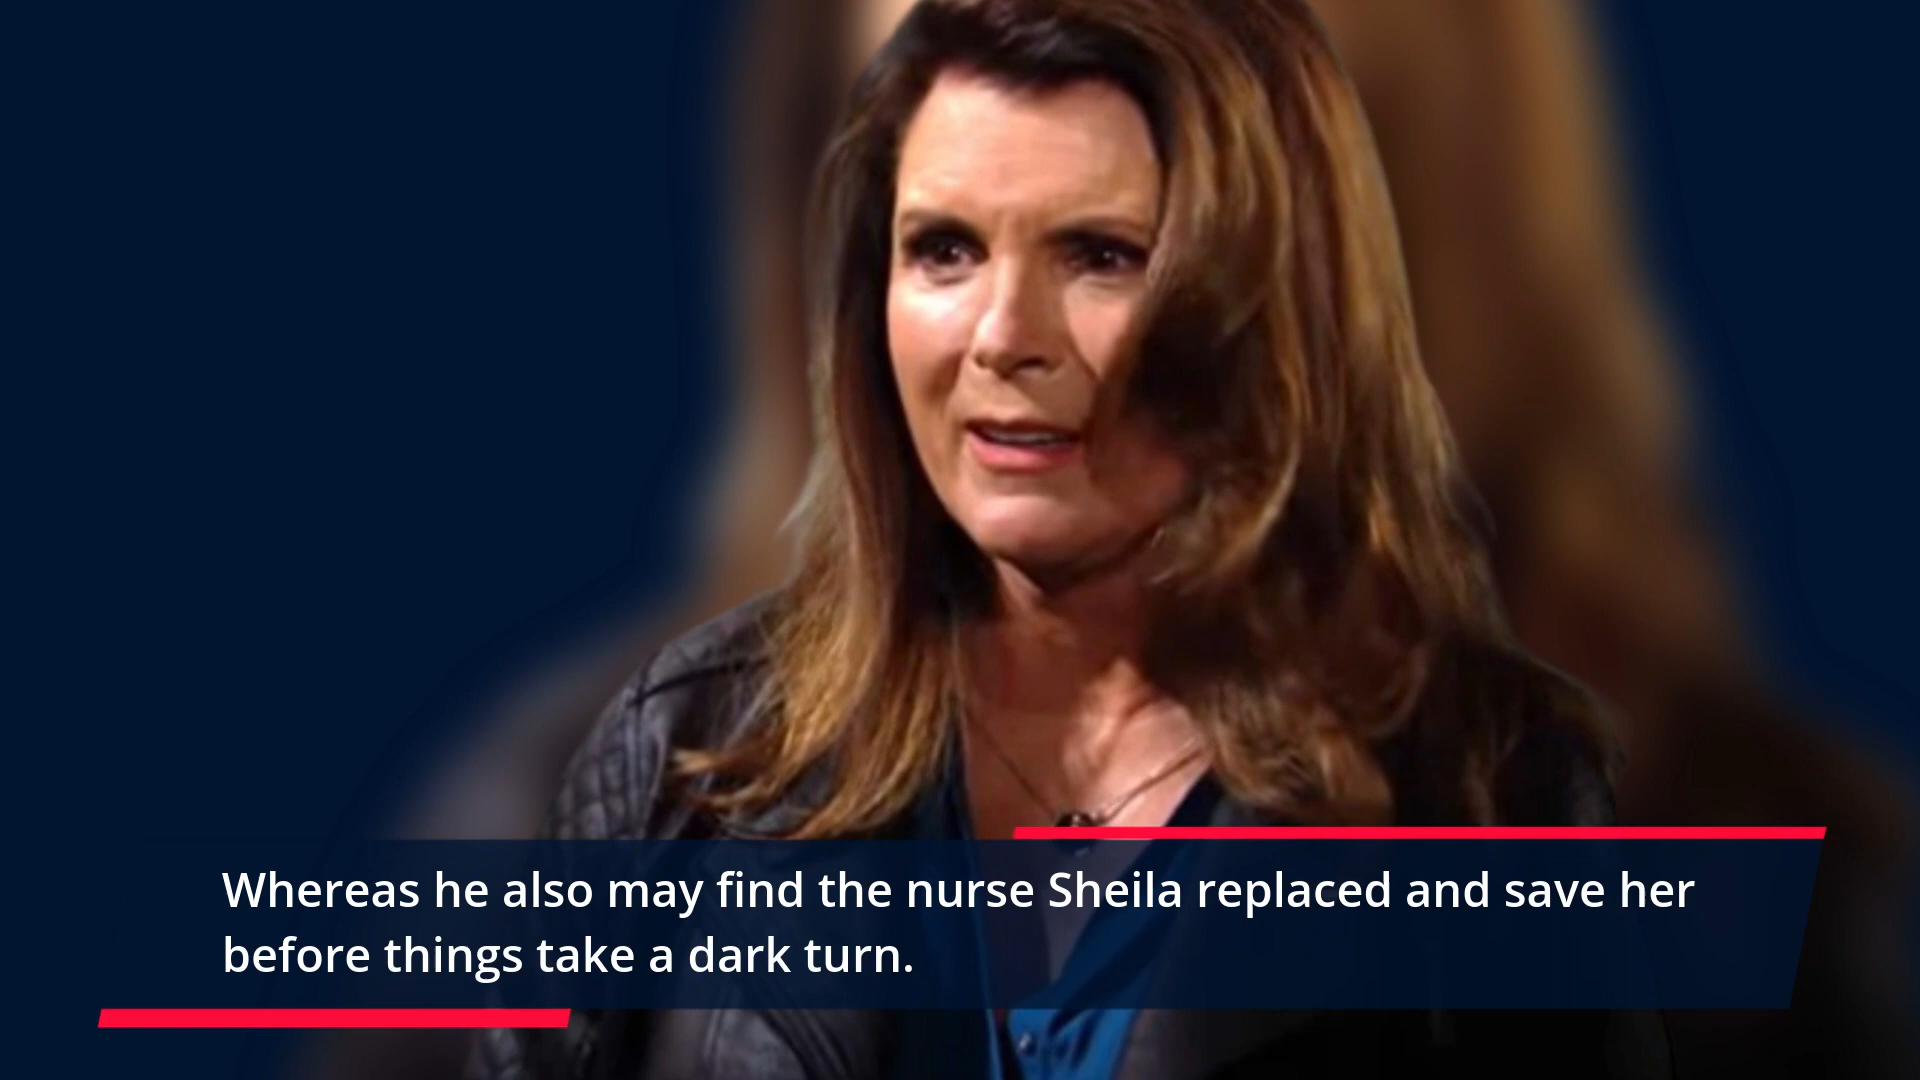 Whereas he also may find the nurse Sheila replaced and save her
before things take a dark turn.